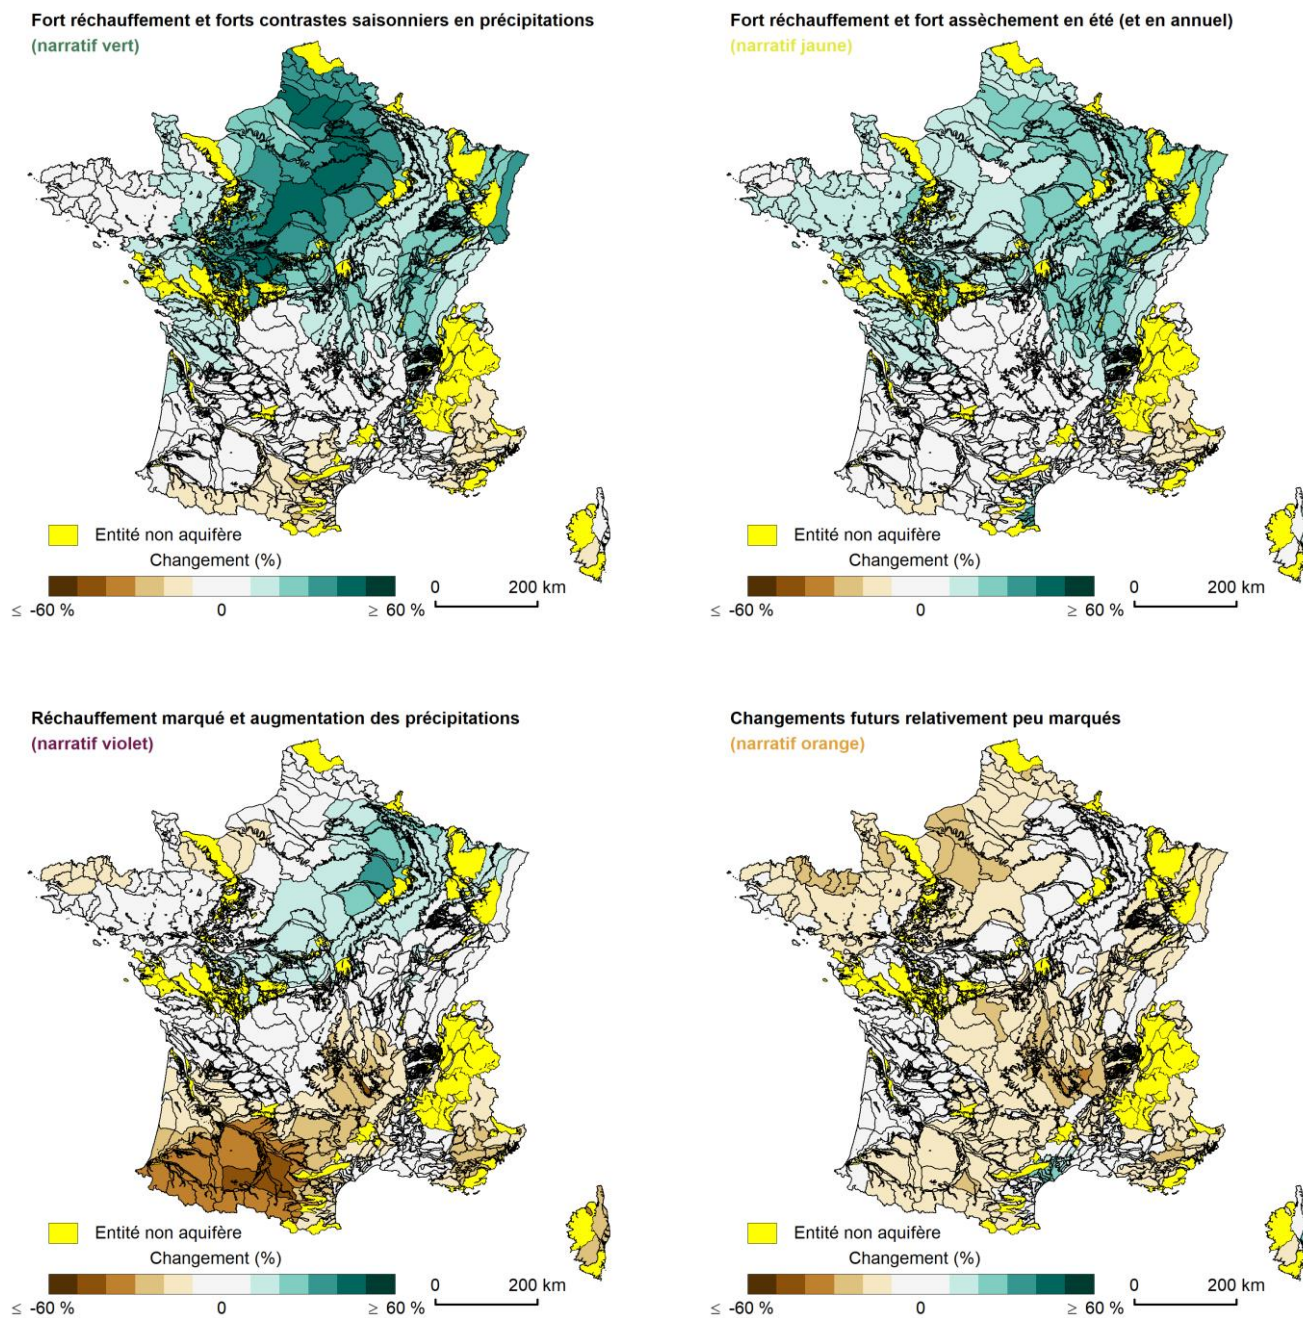 Fort réchauffement et forts contrastes saisonniers en précipitations
(narratif vert)
Entité non aquifère
Changement (%)
≤ -60 % 0 ≥ 60 %
0 200 km
Fort réchauffement et fort assèchement en été (et en annuel)
(narratif jaune)
Entité non aquifère
Changement (%)
≤ -60 % 0 ≥ 60 %
0 200 km
Réchauffement marqué et augmentation des précipitations
(narratif violet)
Entité non aquifère
Changement (%)
≤ -60 % 0 ≥ 60 %
0 200 km
Changements futurs relativement peu marqués
(narratif orange)
Entité non aquifère
Changement (%)
≤ -60 % 0 ≥ 60 %
0 200 km